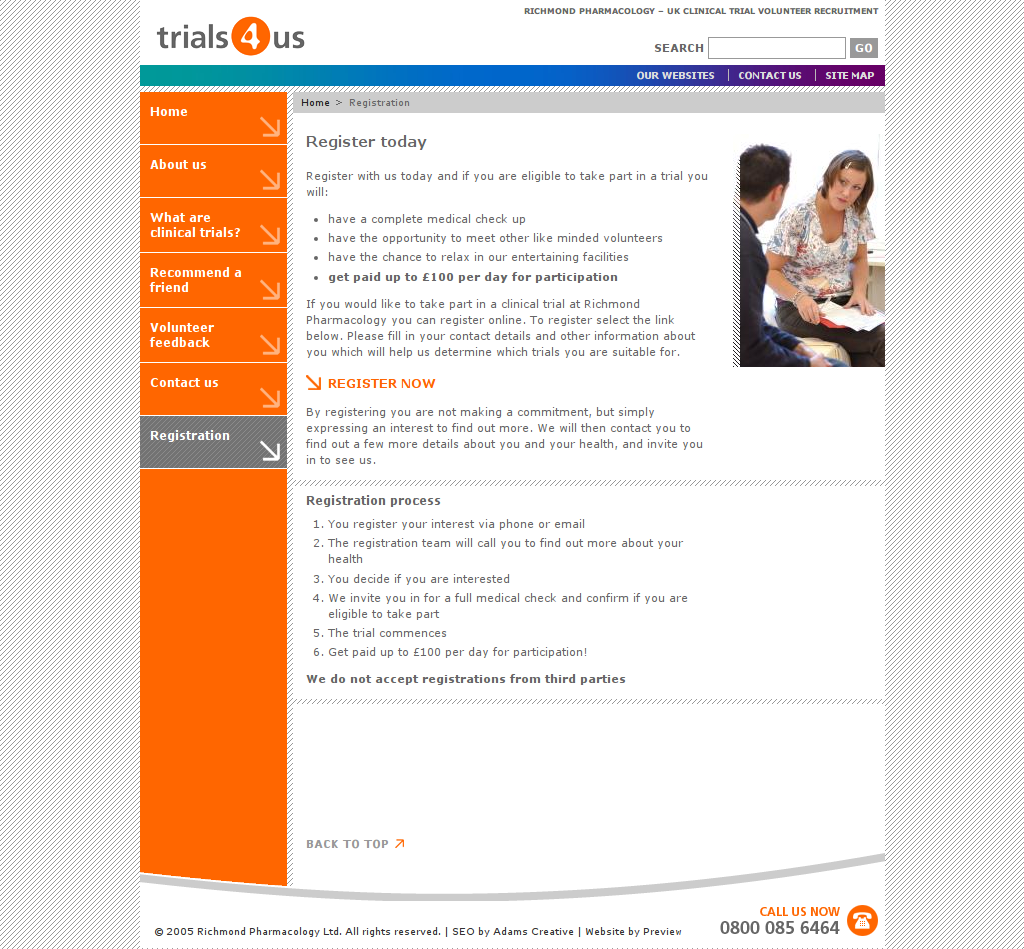 RICHMOND PHARMACOLOGY – UK CLINICAL TRIAL VOLUNTEER RECRUITMENT
trials4us
SEARCH GO
OUR WEBSITES | CONTACT US | SITE MAP
Home
About us
What are
clinical trials?
Recommend a
friend
Volunteer
feedback
Contact us
Registration
Home > Registration
Register today
Register with us today and if you are eligible to take part in a trial you
will:
• have a complete medical check up
• have the opportunity to meet other like minded volunteers
• have the chance to relax in our entertaining facilities
• get paid up to £100 per day for participation
If you would like to take part in a clinical trial at Richmond
Pharmacology you can register online. To register select the link
below. Please fill in your contact details and other information about
you which will help us determine which trials you are suitable for.
REGISTER NOW
By registering you are not making a commitment, but simply
expressing an interest to find out more. We will then contact you to
find out a few more details about you and your health, and invite you
in to see us.
Registration process
1. You register your interest via phone or email
2. The registration team will call you to find out more about your
health
3. You decide if you are interested
4. We invite you in for a full medical check and confirm if you are
eligible to take part
5. The trial commences
6. Get paid up to £100 per day for participation!
We do not accept registrations from third parties
BACK TO TOP
CALL US NOW
0800 085 6464
© 2005 Richmond Pharmacology Ltd. All rights reserved. | SEO by Adams Creative | Website by Preview